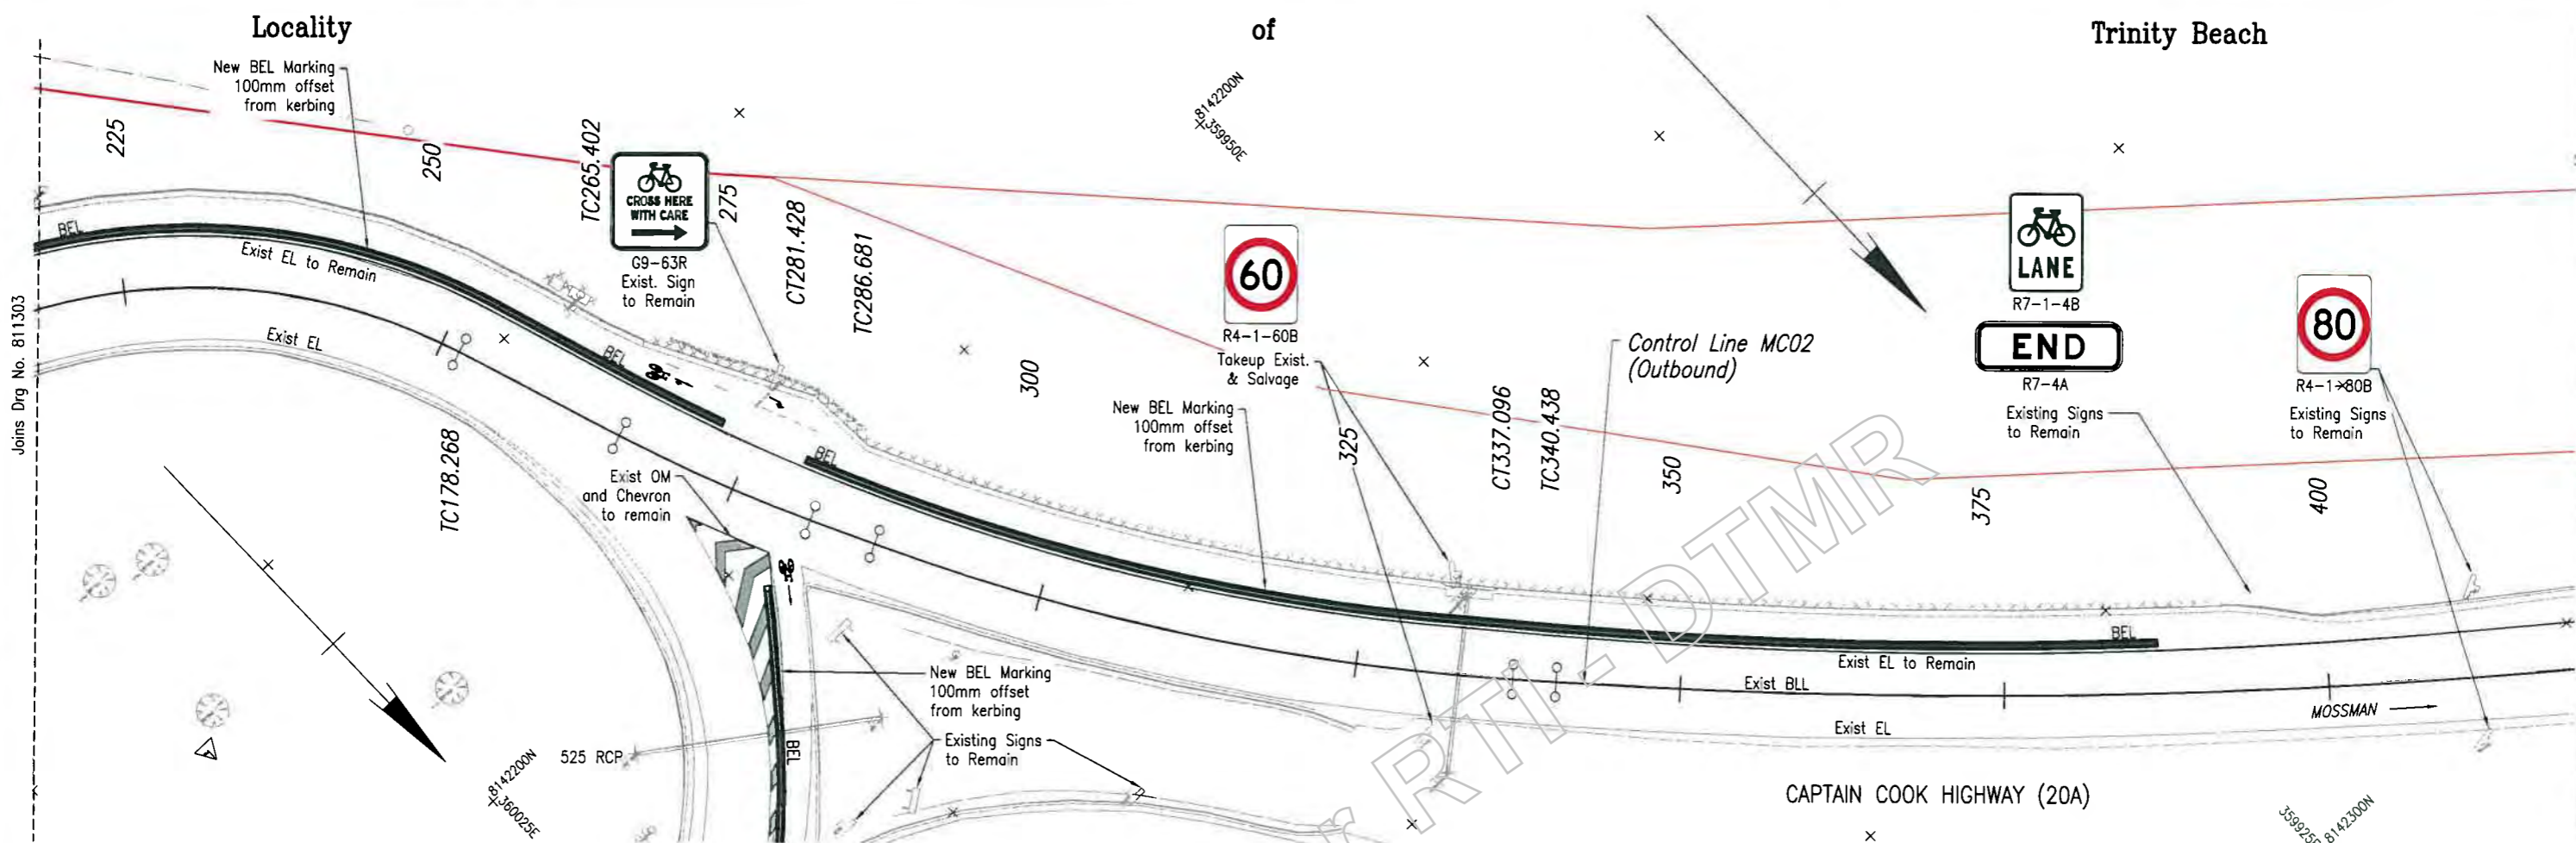 Locality
of
Trinity Beach
New BEL Marking
100mm offset
from kerbing
225
250
TC265.402
CROSS HERE
WITH CARE
G9-63R
Exist. Sign
to Remain
275
CT281.428
TC286.681
8142200N
359950E
60
R4-1-60B
Takeup Exist.
& Salvage
LANE
R7-1-4B
END
R7-4A
Existing Signs
to Remain
80
R4-1-80B
Existing Signs
to Remain
BEL
Exist EL to Remain
Joins Drg No. 811303
Exist EL
BEL
300
New BEL Marking
100mm offset
from kerbing
325
Control Line MC02
(Outbound)
CT337.096
TC340.438
350
375
400
TC178.268
BEL
Exist OM
and Chevron
to remain
BEL
Exist EL to Remain
Exist BLL
MOSSMAN
Exist EL
New BEL Marking
100mm offset
from kerbing
Existing Signs
to Remain
BEL
525 RCP
8142200N
360025E
CAPTAIN COOK HIGHWAY (20A)
8142300N
r RTI - DTMR